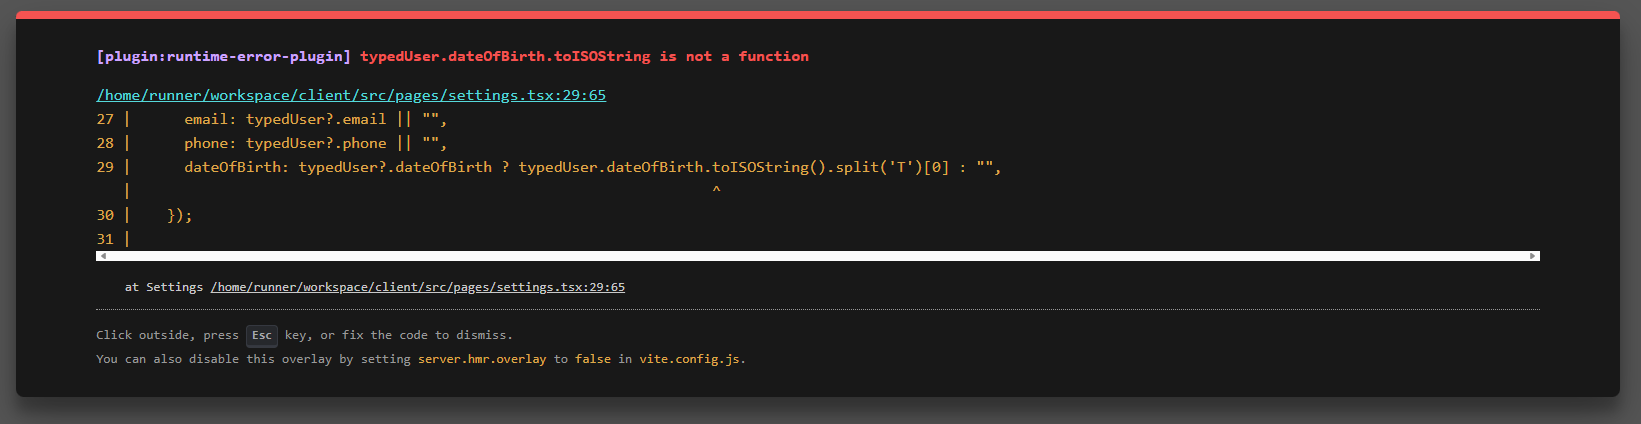 [plugin:runtime-error-plugin] typedUser.dateOfBirth.toISOString is not a function
/home/runner/workspace/client/src/pages/settings.tsx:29:65
27 |      email: typedUser?.email || "",
28 |      phone: typedUser?.phone || "",
29 |      dateOfBirth: typedUser?.dateOfBirth ? typedUser.dateOfBirth.toISOString().split('T')[0] : "",
   |                                                                  ^
30 |    });
31 |
at Settings /home/runner/workspace/client/src/pages/settings.tsx:29:65
Click outside, press Esc key, or fix the code to dismiss.
You can also disable this overlay by setting server.hmr.overlay to false in vite.config.js.